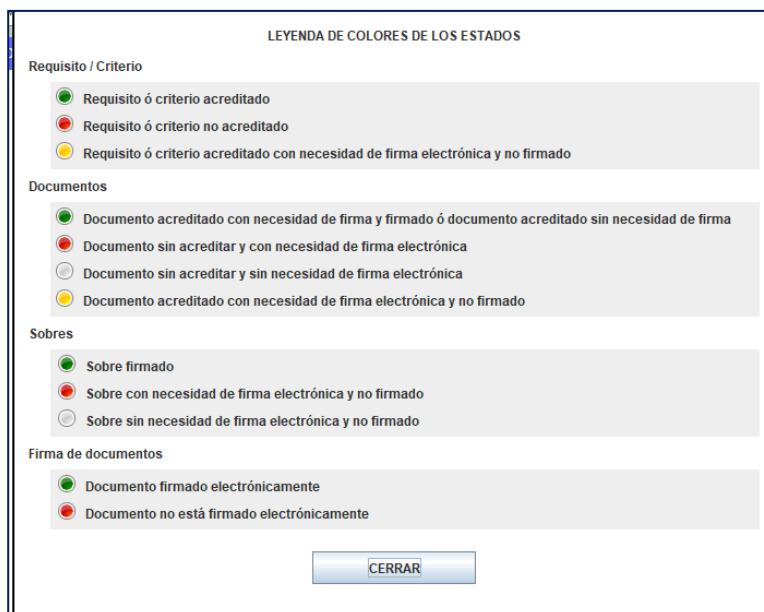 LEYENDA DE COLORES DE LOS ESTADOS
Requisito / Criterio
Requisito ó criterio acreditado
Requisito ó criterio no acreditado
Requisito ó criterio acreditado con necesidad de firma electrónica y no firmado
Documentos
Documento acreditado con necesidad de firma y firmado ó documento acreditado sin necesidad de firma
Documento sin acreditar y con necesidad de firma electrónica
Documento sin acreditar y sin necesidad de firma electrónica
Documento acreditado con necesidad de firma electrónica y no firmado
Sobres
Sobre firmado
Sobre con necesidad de firma electrónica y no firmado
Sobre sin necesidad de firma electrónica y no firmado
Firma de documentos
Documento firmado electrónicamente
Documento no está firmado electrónicamente
CERRAR